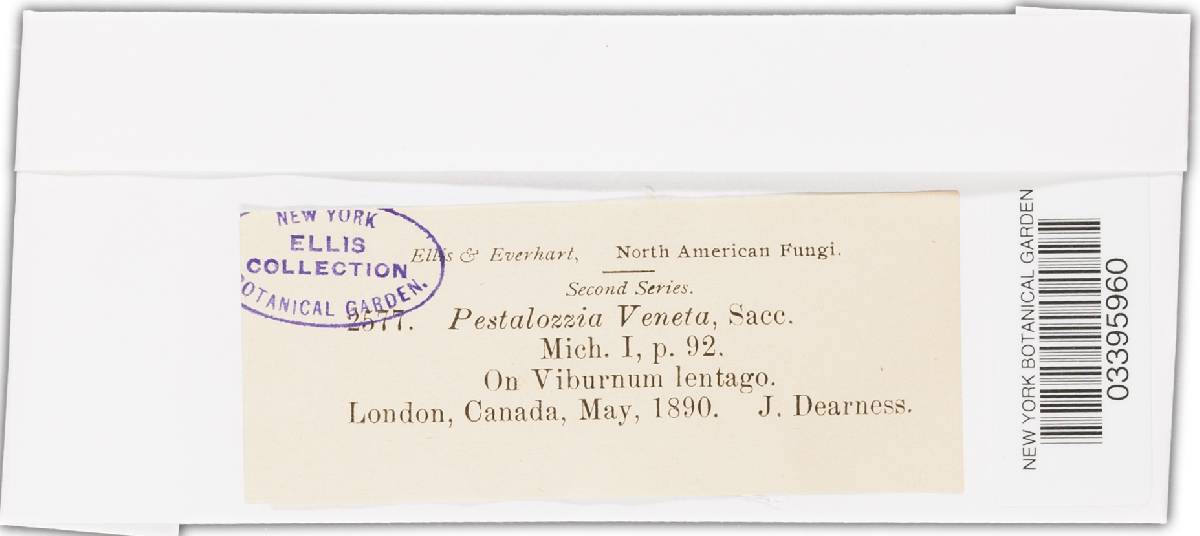 NEW YORK
ELLIS
COLLECTION
BOTANICAL GARDEN.
Ellis & Everhart, North American Fungi.
Second Series.
2577. Pestalozzia Veneta, Sacc.
Mich. I, p. 92.
On Viburnum lentago.
London, Canada, May, 1890. J. Dearness.
NEW YORK BOTANICAL GARDEN
03395960